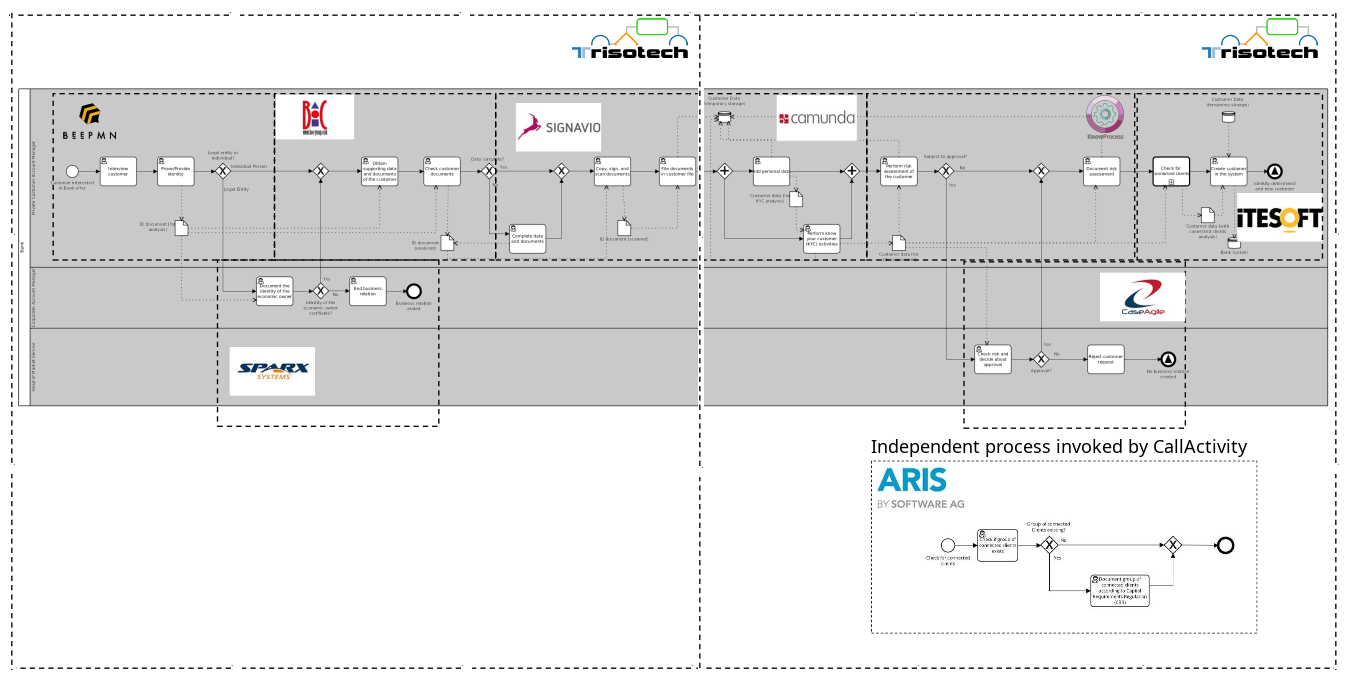 Trisotech
Trisotech
BEEPMN
BOC
SIGNAVIO
Customer Data
(temporary storage)
camunda
KnowProcess
Customer Data
(temporary storage)
Bank
Private Customer Account Manager
Corporate Account Manager
Customer interested
in Bank offer
Interview
customer
Prove/Provide
identity
Legal entity or
individual?
Individual Person
Legal Entity
ID document (for
analysis)
Obtain
supporting data
and documents
of the customer
Check customer
documents
ID document
(analysed)
Data complete?
Yes
Complete data
and documents
Copy, sign, and
scan documents
ID document (scanned)
File documents
in customer file
Add personal data
Customer data (for
KYC analysis)
Perform know
your customer
(KYC) activities
Perform risk
assessment of
the customer
Customer data for
Subject to approval?
No
Yes
Document risk
assessment
Check for
connected clients
Create customer
in the system
Identity determined
and new customer
Customer data (with
connected clients
analysis)
Bank System
iTESOFT
Document the
identity of the
economic owner
Yes
No
Identity of the
economic owner
certifiable?
End business
relation
Business relation
ended
CaseAgile
SPARX
SYSTEMS
Check risk and
decide about
approval
Yes
No
Approval?
Reject customer
request
No business relation
created
Independent process invoked by CallActivity
ARIS
BY SOFTWARE AG
Check for connected
clients
Check if group of
connected clients
exists
Group of connected
Clients existing?
No
Yes
Document group of
connected clients
according to Capital
Requirements Regulation
(CRR)